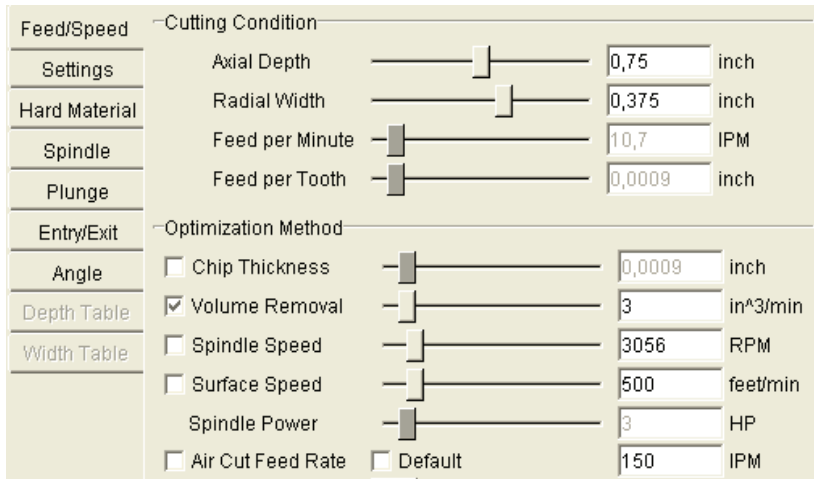 Feed/Speed
Settings
Hard Material
Spindle
Plunge
Entry/Exit
Angle
Depth Table
Width Table
Cutting Condition
Axial Depth 0,75 inch
Radial Width 0,375 inch
Feed per Minute 10,7 IPM
Feed per Tooth 0,0009 inch
Optimization Method
Chip Thickness 0,0009 inch
Volume Removal 3 in^3/min
Spindle Speed 3056 RPM
Surface Speed 500 feet/min
Spindle Power 3 HP
Air Cut Feed Rate Default 150 IPM